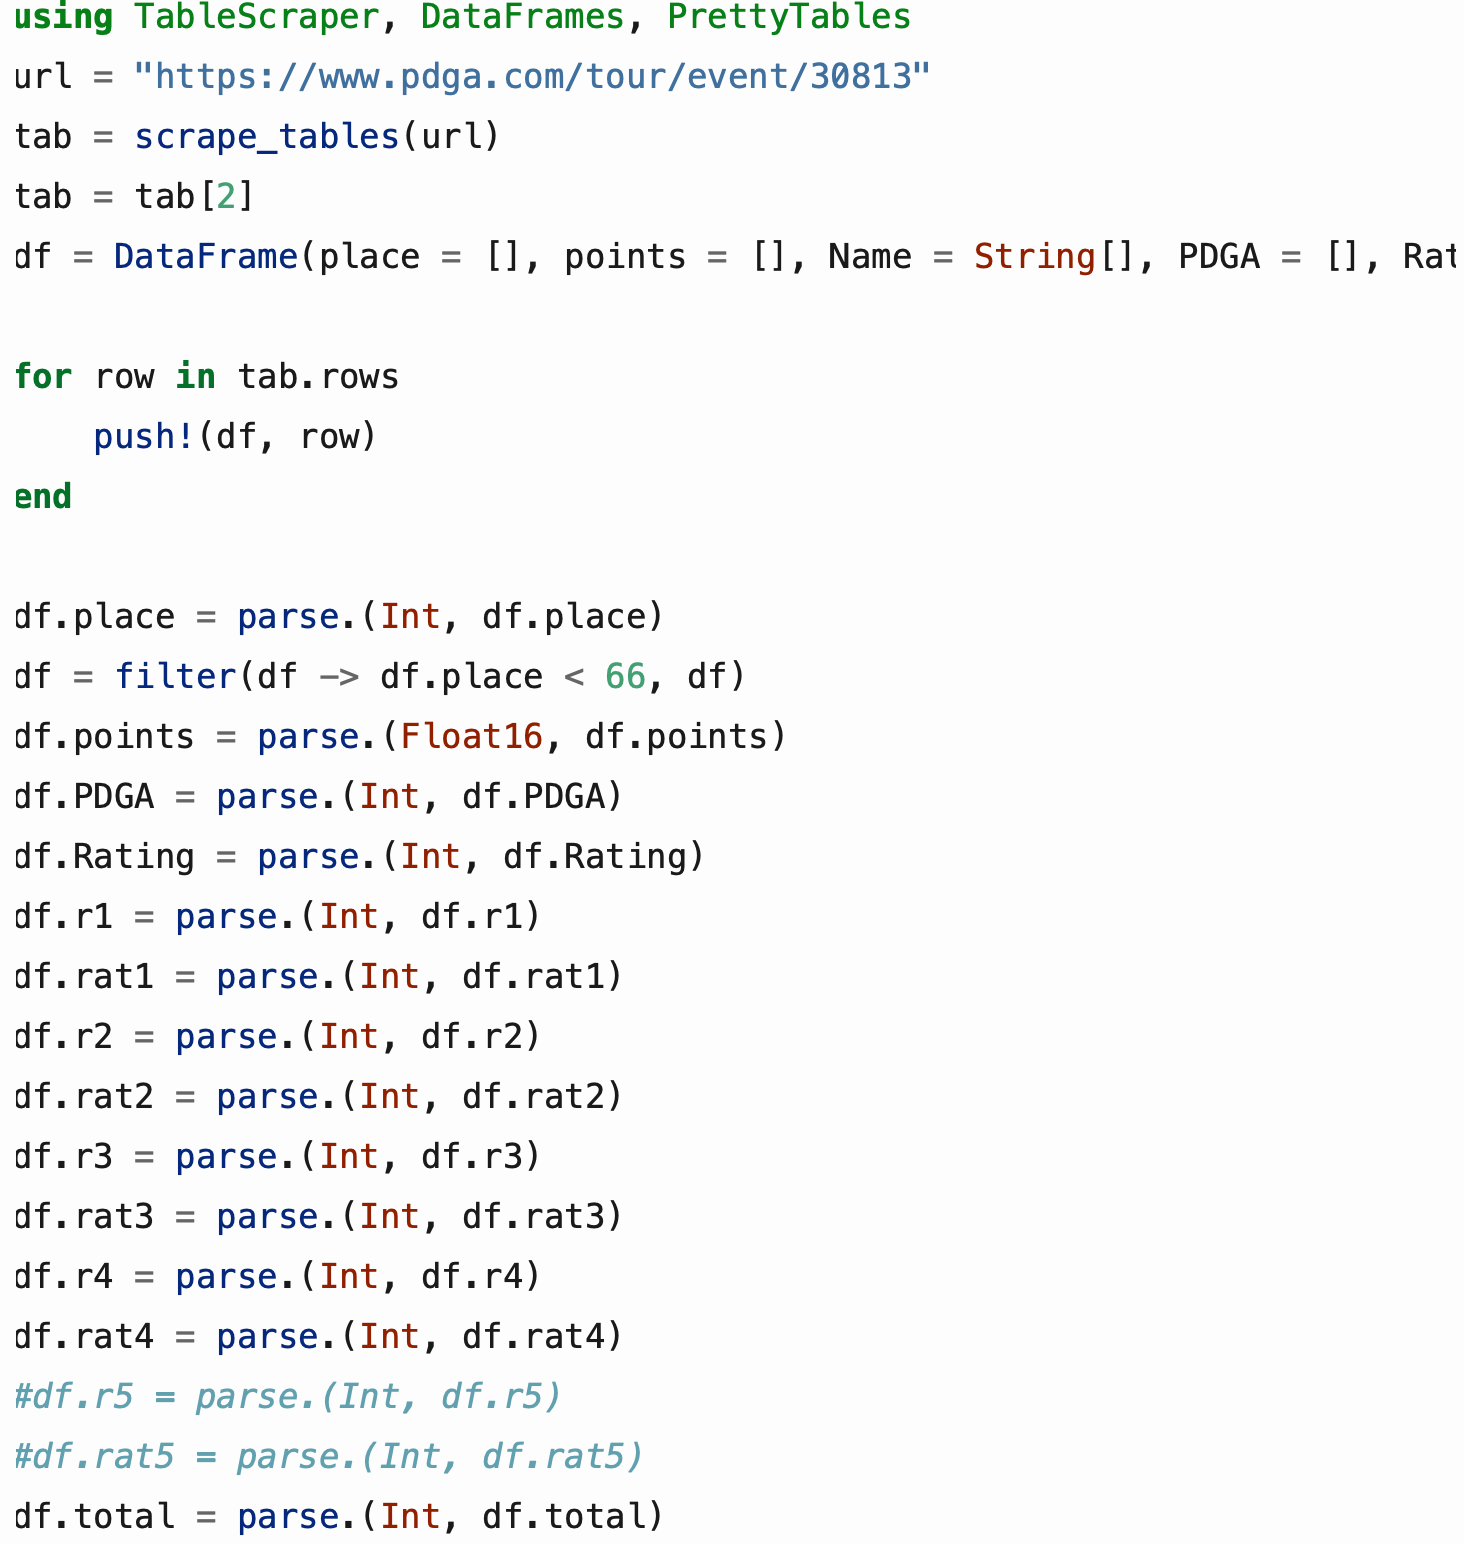 using TableScraper, DataFrames, PrettyTables
url = "https://www.pdga.com/tour/event/30813"
tab = scrape_tables(url)
tab = tab[2]
df = DataFrame(place = [], points = [], Name = String[], PDGA = [], Rat
for row in tab.rows
    push!(df, row)
end
df.place = parse.(Int, df.place)
df = filter(df -> df.place < 66, df)
df.points = parse.(Float16, df.points)
df.PDGA = parse.(Int, df.PDGA)
df.Rating = parse.(Int, df.Rating)
df.r1 = parse.(Int, df.r1)
df.rat1 = parse.(Int, df.rat1)
df.r2 = parse.(Int, df.r2)
df.rat2 = parse.(Int, df.rat2)
df.r3 = parse.(Int, df.r3)
df.rat3 = parse.(Int, df.rat3)
df.r4 = parse.(Int, df.r4)
df.rat4 = parse.(Int, df.rat4)
#df.r5 = parse.(Int, df.r5)
#df.rat5 = parse.(Int, df.rat5)
df.total = parse.(Int, df.total)